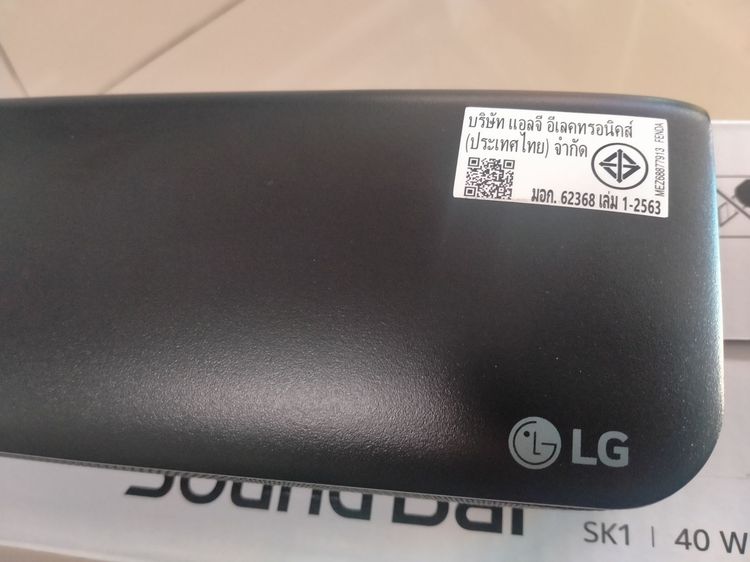 บริษัท แอลจี อีเลคทรอนิคส์
(ประเทศไทย) จำกัด
มอก. 62368 เล่ม 1-2563
MEZ68877913 FENDA
LG
Sound Bar
SK1 | 40 W